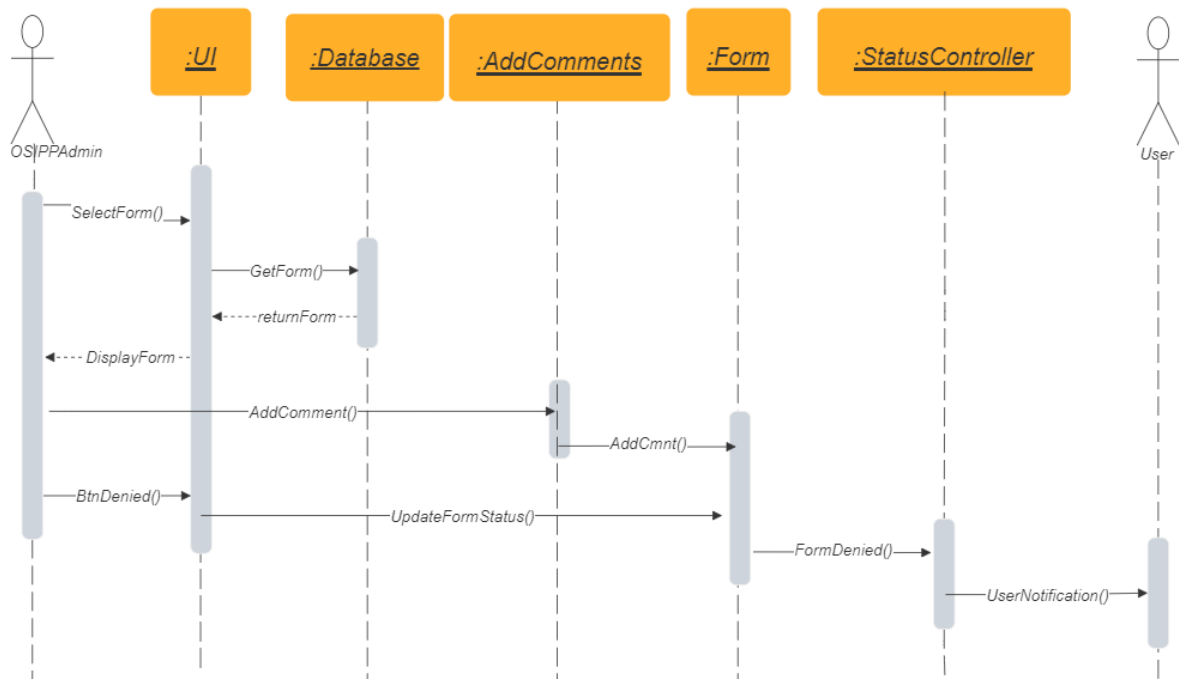 :UI
:Database
:AddComments
:Form
:StatusController
OSIPPAdmin
User
SelectForm()
GetForm()
returnForm
DisplayForm
AddComment()
AddCmnt()
BtnDenied()
UpdateFormStatus()
FormDenied()
UserNotification()